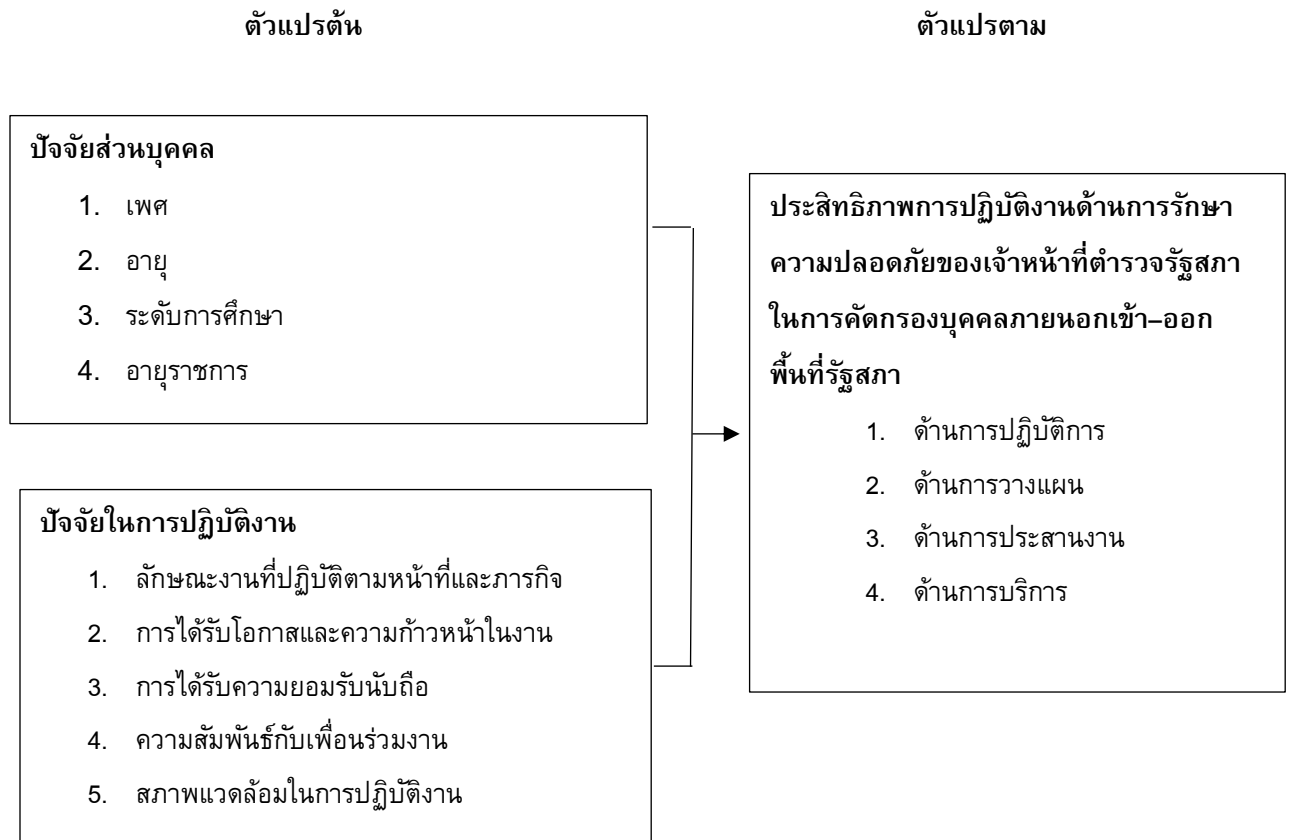 ตัวแปรต้น
ตัวแปรตาม
ปัจจัยส่วนบุคคล
1. เพศ
2. อายุ
3. ระดับการศึกษา
4. อายุราชการ
ปัจจัยในการปฏิบัติงาน
1. ลักษณะงานที่ปฏิบัติตามหน้าที่และภารกิจ
2. การได้รับโอกาสและความก้าวหน้าในงาน
3. การได้รับความยอมรับนับถือ
4. ความสัมพันธ์กับเพื่อนร่วมงาน
5. สภาพแวดล้อมในการปฏิบัติงาน
ประสิทธิภาพการปฏิบัติงานด้านการรักษา
ความปลอดภัยของเจ้าหน้าที่ตำรวจรัฐสภา
ในการคัดกรองบุคคลภายนอกเข้า–ออก
พื้นที่รัฐสภา
1. ด้านการปฏิบัติการ
2. ด้านการวางแผน
3. ด้านการประสานงาน
4. ด้านการบริการ